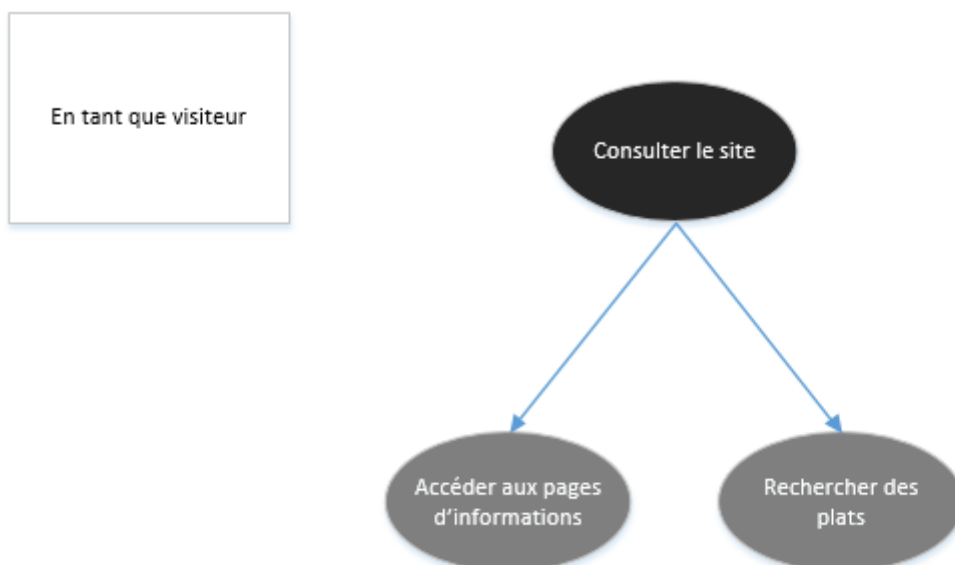 En tant que visiteur
Consulter le site
Accéder aux pages
d'informations
Rechercher des
plats